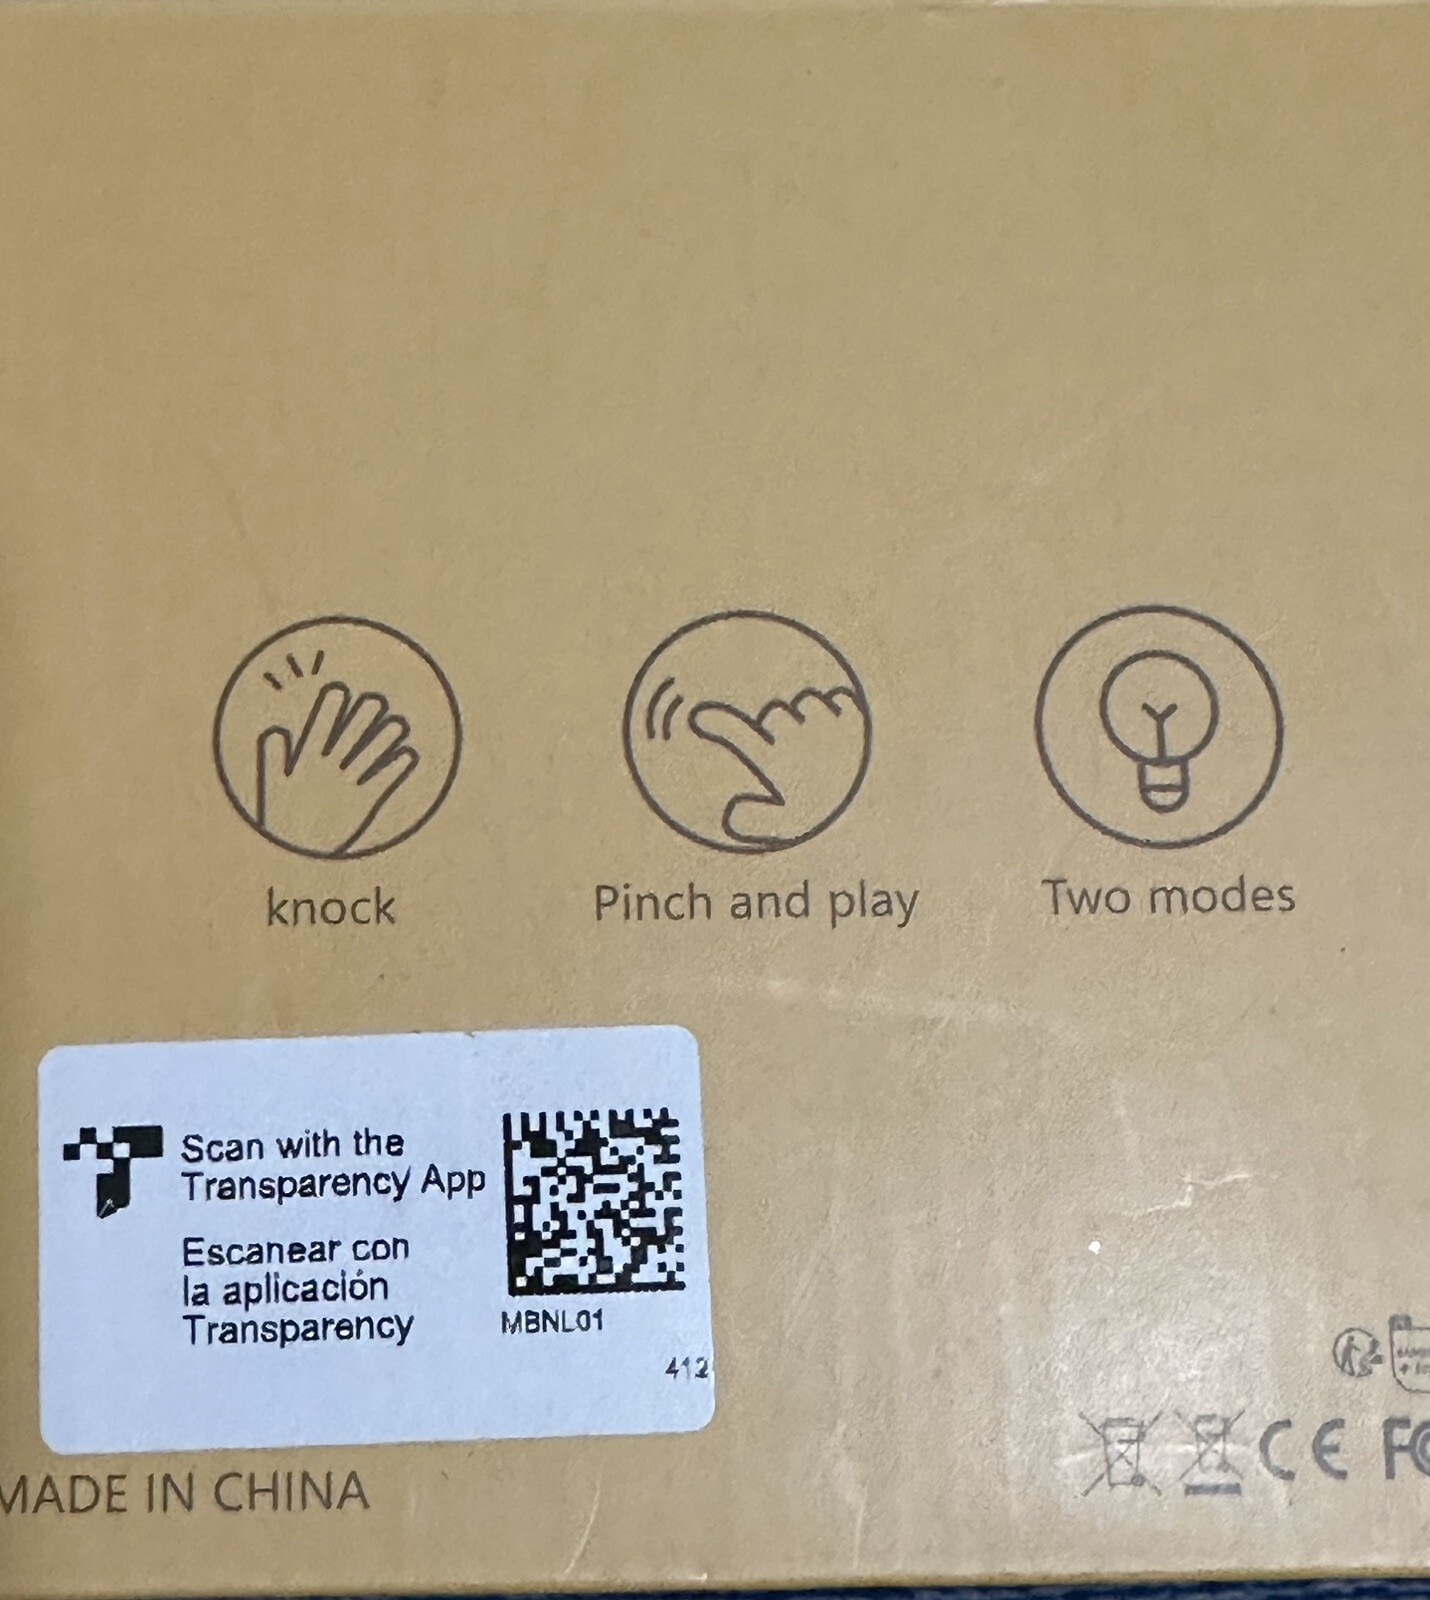 knock
Pinch and play
Two modes
Scan with the
Transparency App
Escanear con
la aplicación
Transparency
MBNL01
412
MADE IN CHINA
CE FC